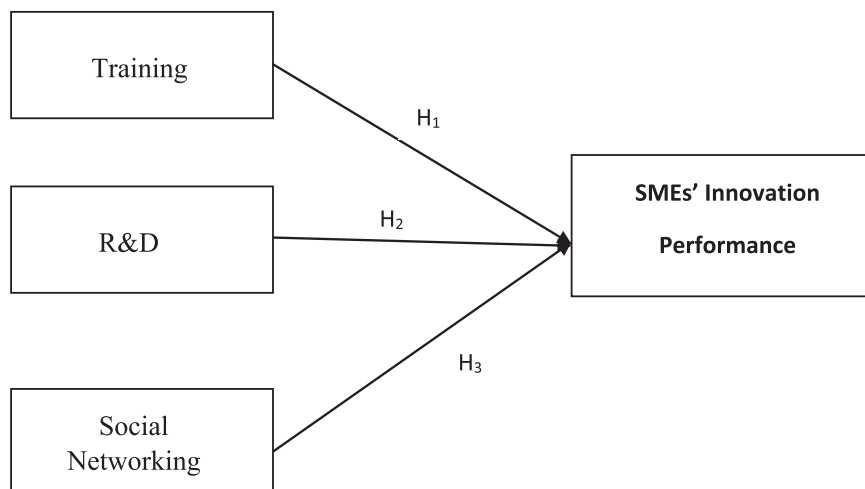 Training
H₁
SMEs' Innovation
Performance
R&D
H₂
H₃
Social
Networking